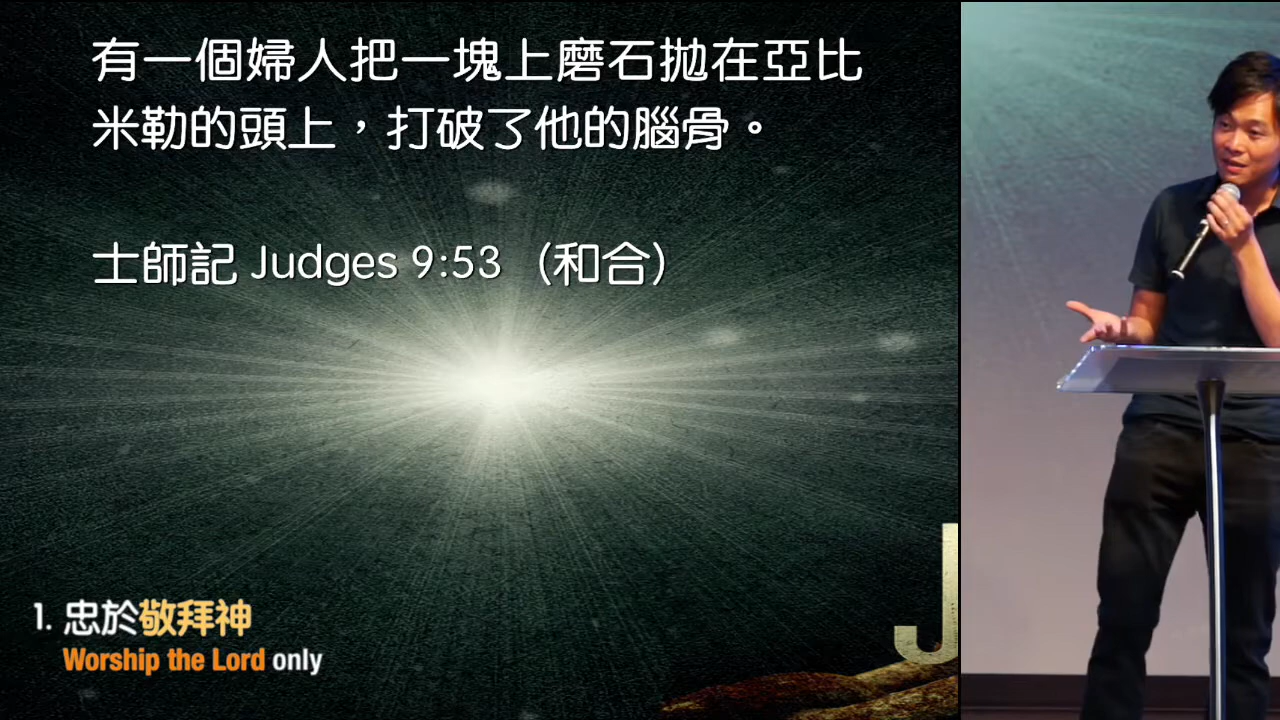 有一個婦人把一塊上磨石拋在亞比
米勒的頭上，打破了他的腦骨。
士師記 Judges 9:53 （和合）
1. 忠於敬拜神
Worship the Lord only
J